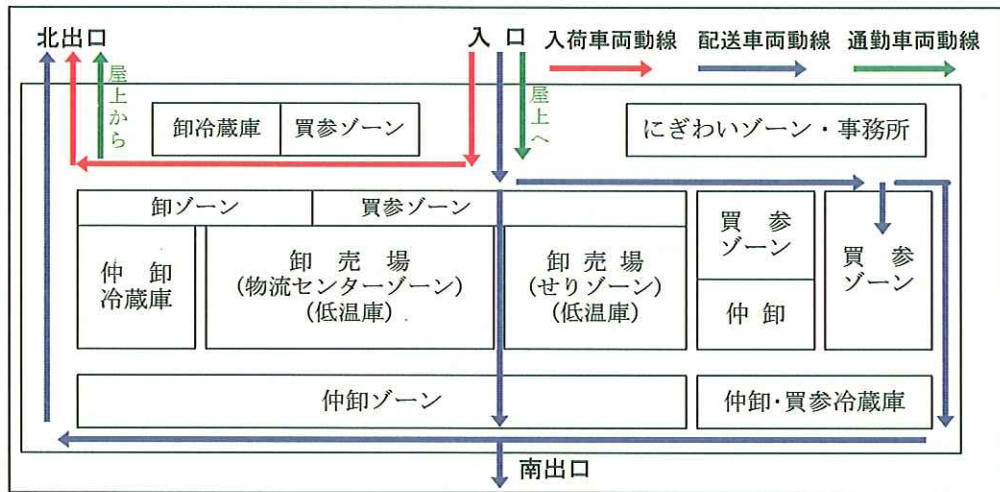 北出口
入口
入荷車両動線
配送車両動線
通勤車両動線
屋上から
屋上へ
卸冷蔵庫
買参ゾーン
にぎわいゾーン・事務所
卸ゾーン
買参ゾーン
仲卸
冷蔵庫
卸売場
(物流センターゾーン)
(低温庫)
卸売場
(せりゾーン)
(低温庫)
買参
ゾーン
仲卸
買参
ゾーン
仲卸ゾーン
仲卸・買参冷蔵庫
南出口